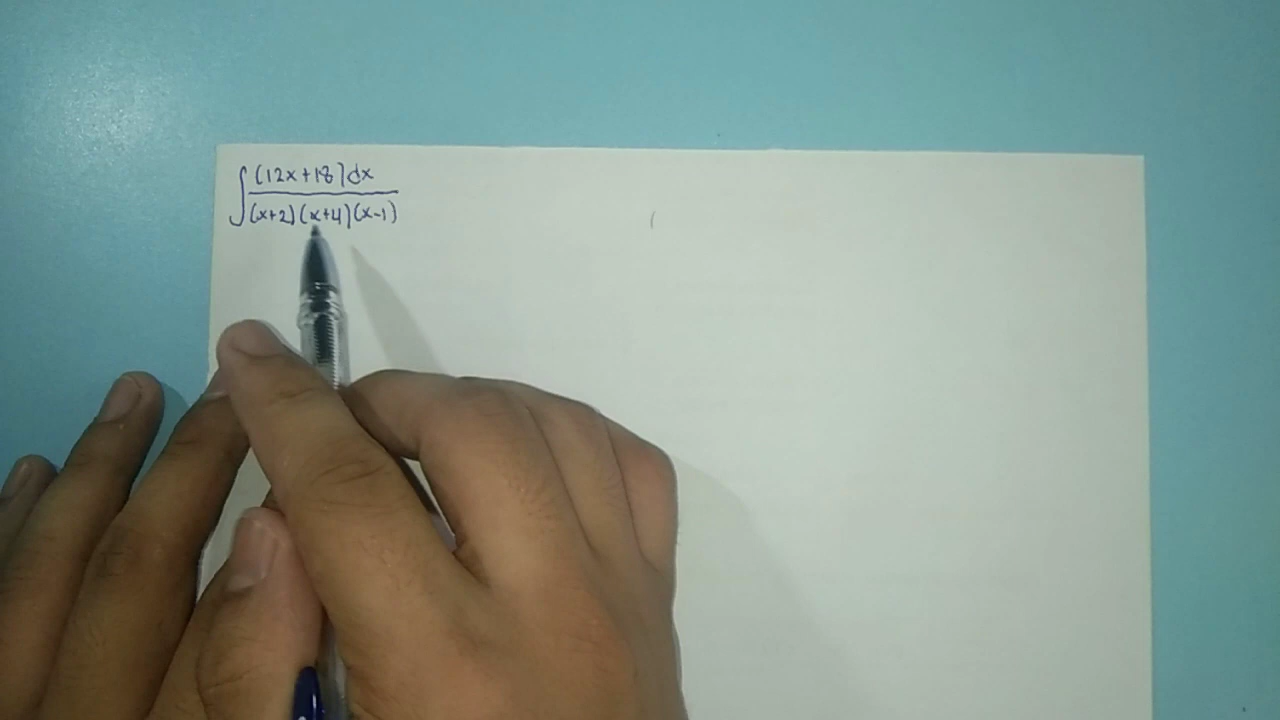 ∫ (12x+18)dx
(x+2)(x+4)(x-1)
(